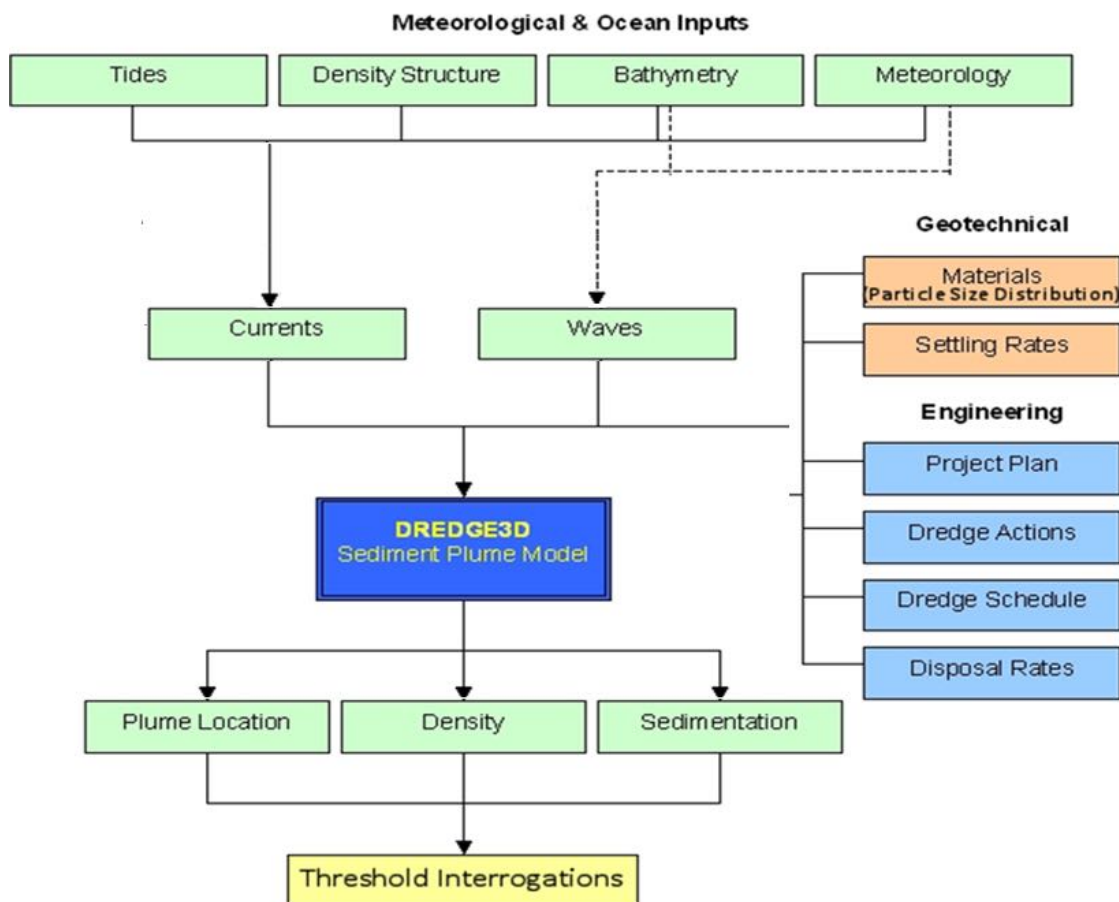 Meteorological & Ocean Inputs
Tides
Density Structure
Bathymetry
Meteorology
Geotechnical
Materials
(Particle Size Distribution)
Currents
Waves
Settling Rates
Engineering
Project Plan
DREDGE3D
Sediment Plume Model
Dredge Actions
Dredge Schedule
Disposal Rates
Plume Location
Density
Sedimentation
Threshold Interrogations